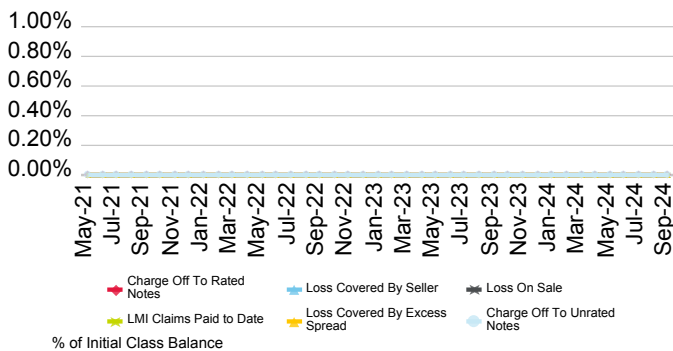 1.00%
0.80%
0.60%
0.40%
0.20%
0.00%
May-21
Jul-21
Sep-21
Nov-21
Jan-22
Mar-22
May-22
Jul-22
Sep-22
Nov-22
Jan-23
Mar-23
May-23
Jul-23
Sep-23
Nov-23
Jan-24
Mar-24
May-24
Jul-24
Sep-24
Charge Off To Rated
Notes
Loss Covered By Seller
Loss On Sale
LMI Claims Paid to Date
Loss Covered By Excess
Spread
Charge Off To Unrated
Notes
% of Initial Class Balance